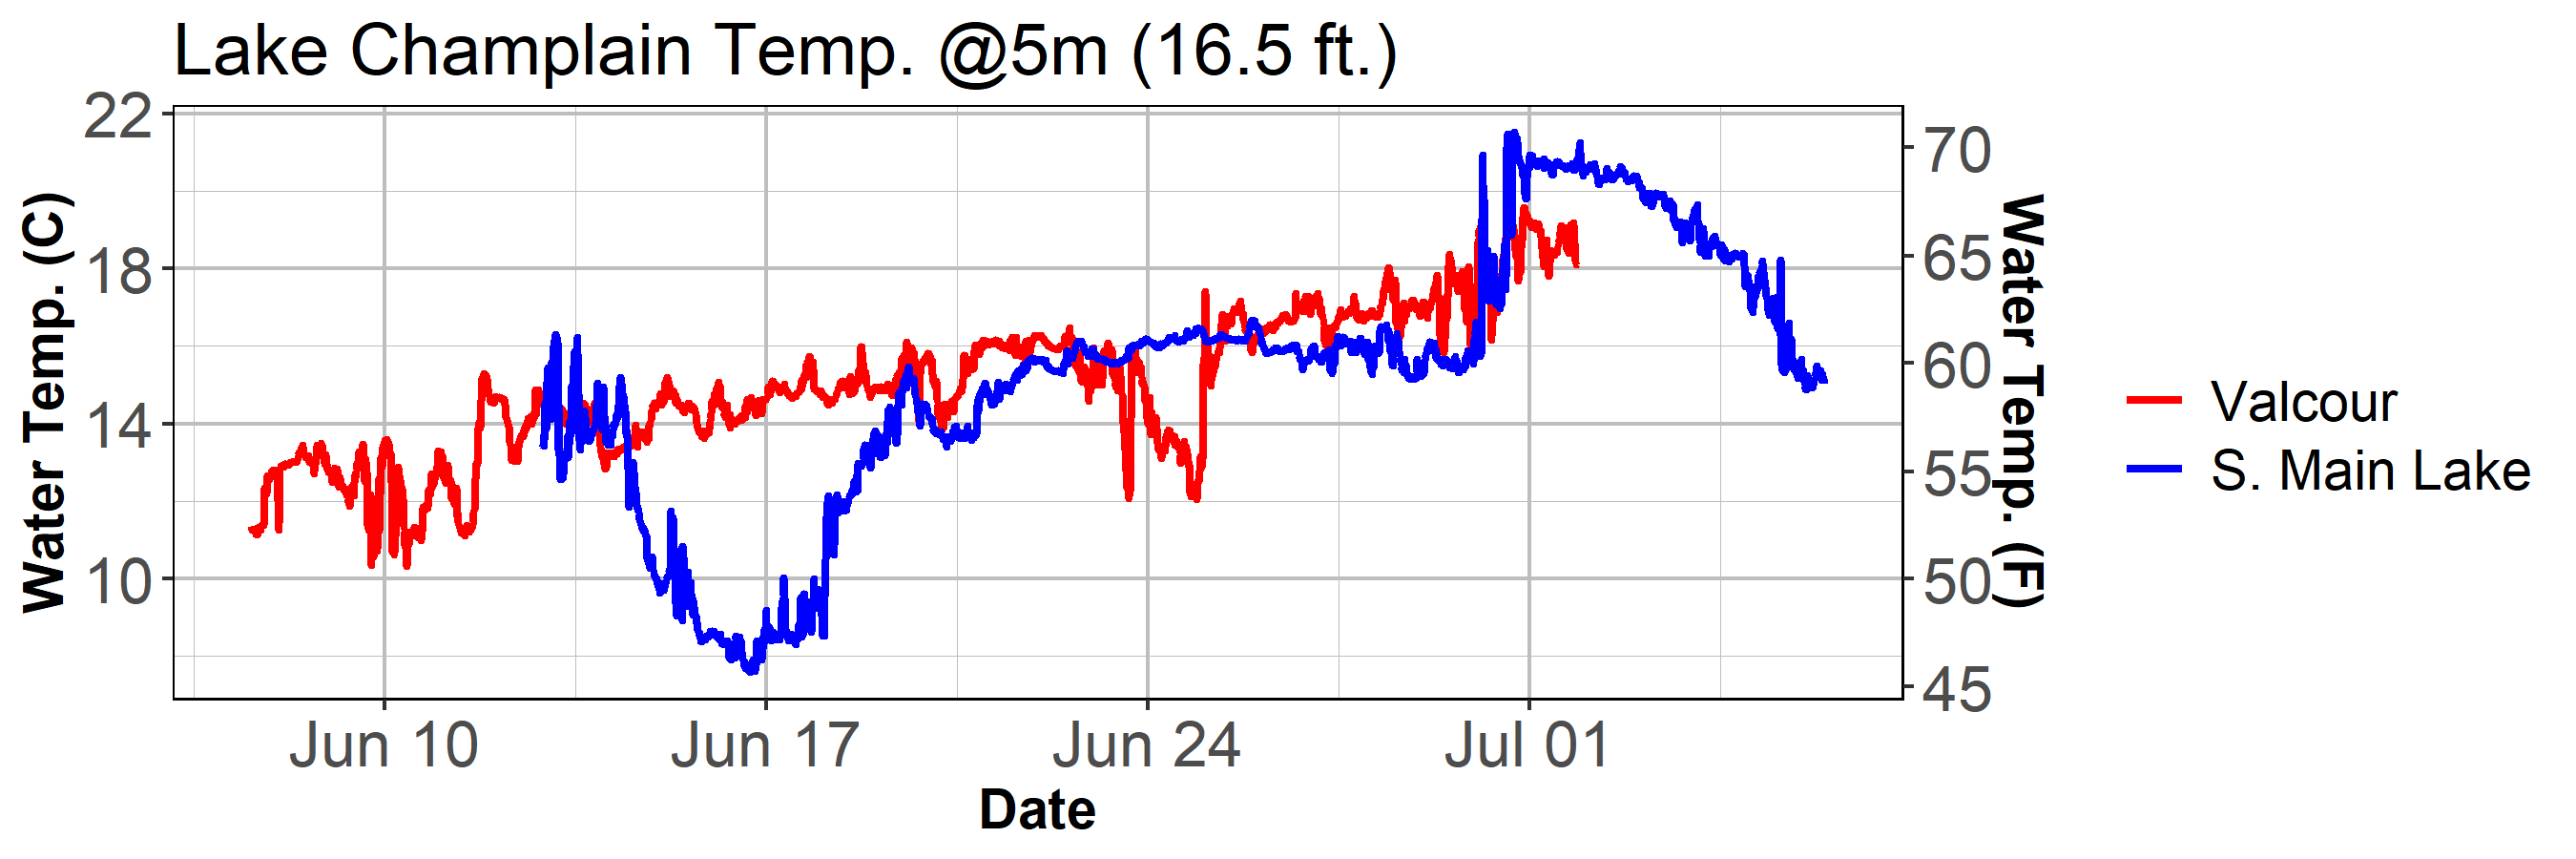 Lake Champlain Temp. @5m (16.5 ft.)
Water Temp. (C)
22
18
14
10
70
65
60
55
50
45
Water Temp. (F)
Jun 10
Jun 17
Jun 24
Jul 01
Date
Valcour
S. Main Lake